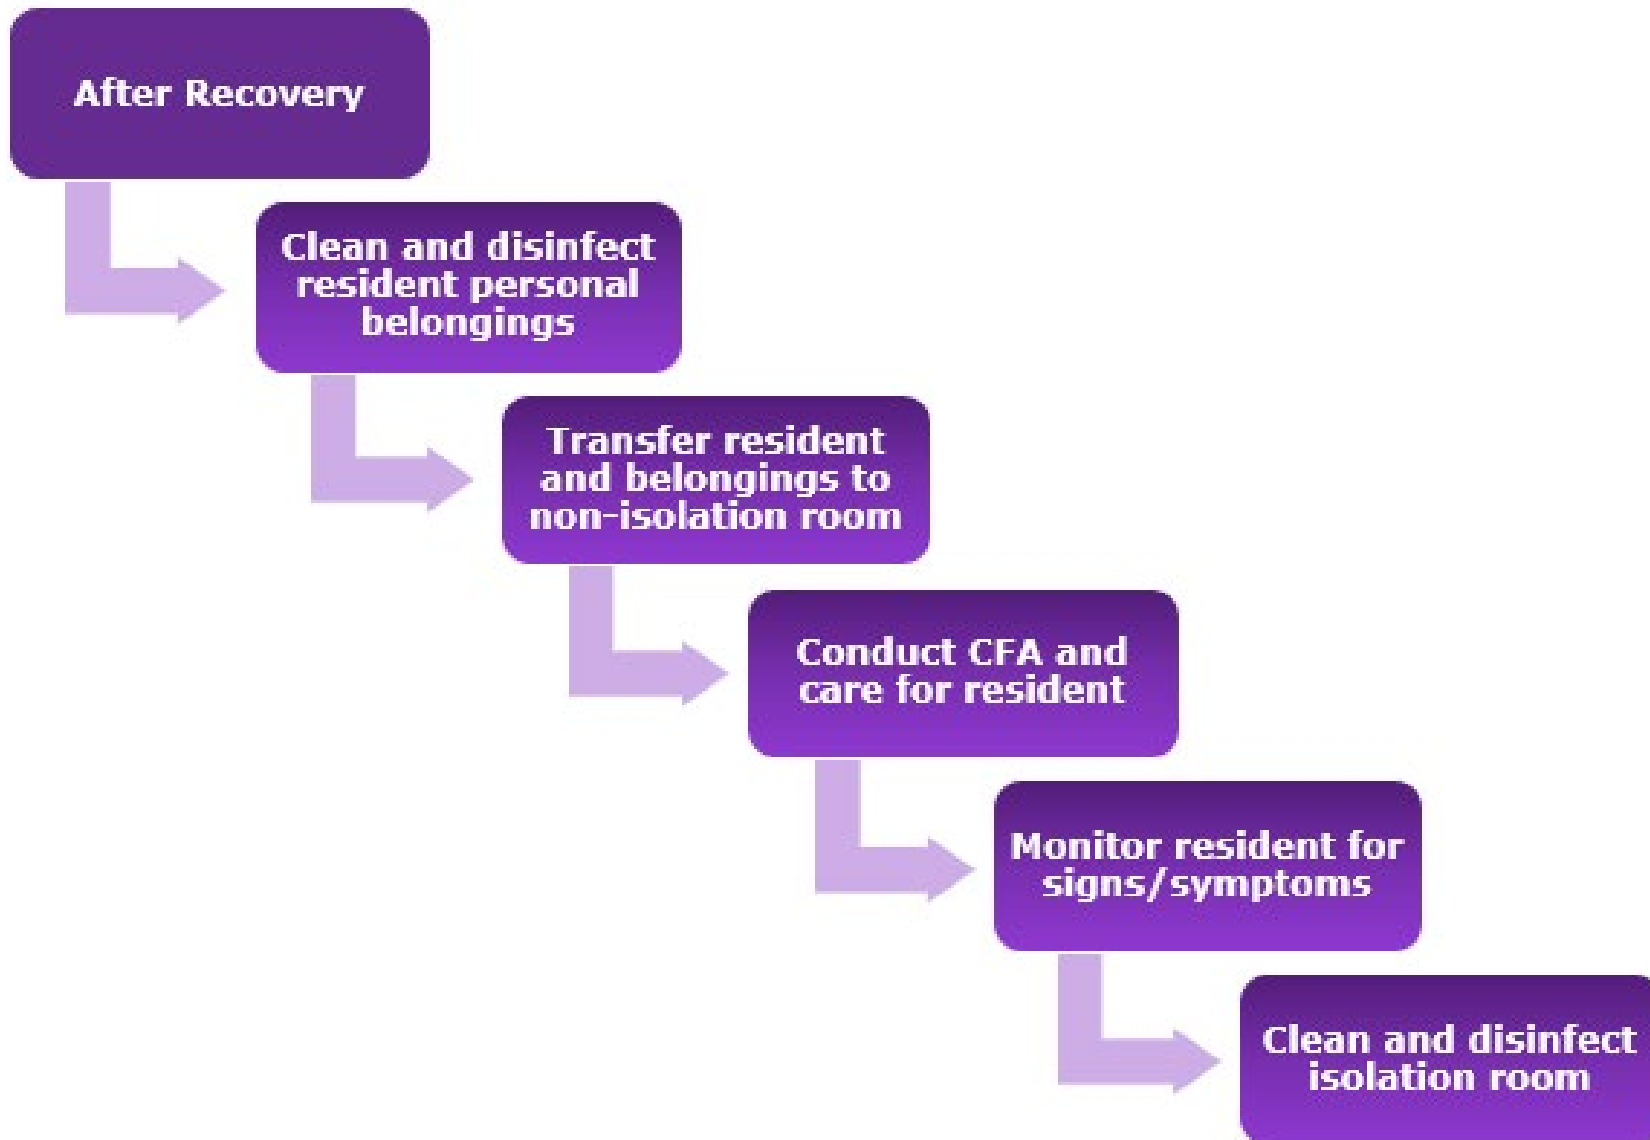 After Recovery
Clean and disinfect
resident personal
belongings
Transfer resident
and belongings to
non-isolation room
Conduct CFA and
care for resident
Monitor resident for
signs/symptoms
Clean and disinfect
isolation room